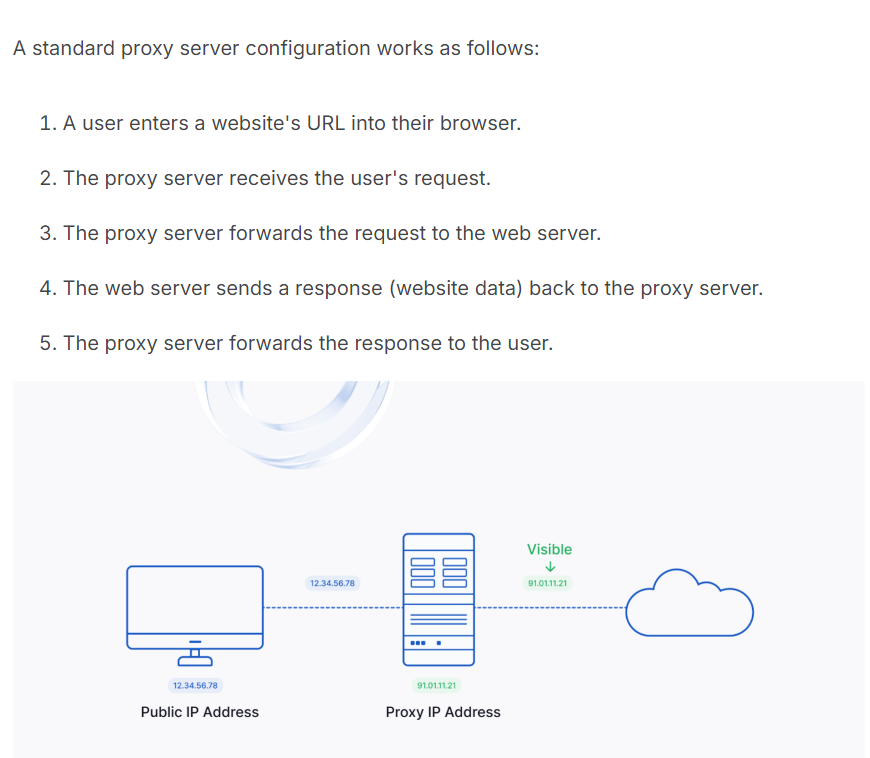 A standard proxy server configuration works as follows:
1. A user enters a website's URL into their browser.
2. The proxy server receives the user's request.
3. The proxy server forwards the request to the web server.
4. The web server sends a response (website data) back to the proxy server.
5. The proxy server forwards the response to the user.
Visible
12.34.56.78
91.01.11.21
12.34.56.78
91.01.11.21
Public IP Address
Proxy IP Address